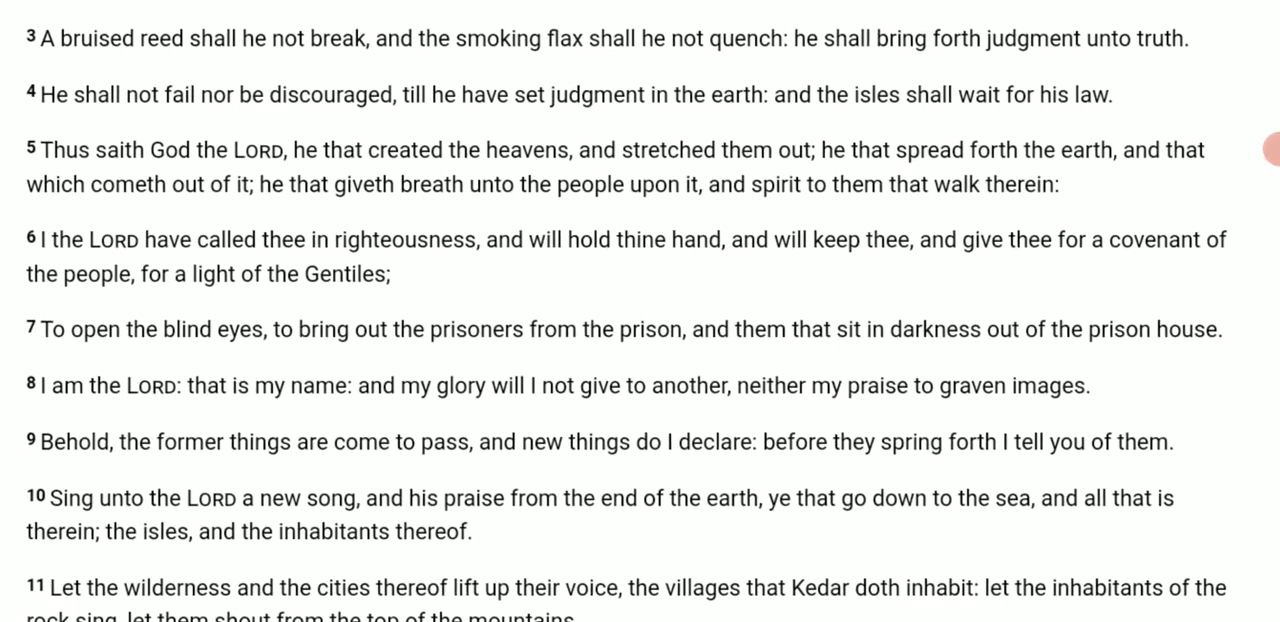 3 A bruised reed shall he not break, and the smoking flax shall he not quench: he shall bring forth judgment unto truth.
4 He shall not fail nor be discouraged, till he have set judgment in the earth: and the isles shall wait for his law.
5 Thus saith God the LORD, he that created the heavens, and stretched them out; he that spread forth the earth, and that
which cometh out of it; he that giveth breath unto the people upon it, and spirit to them that walk therein:
6 I the LORD have called thee in righteousness, and will hold thine hand, and will keep thee, and give thee for a covenant of
the people, for a light of the Gentiles;
7 To open the blind eyes, to bring out the prisoners from the prison, and them that sit in darkness out of the prison house.
8 I am the LORD: that is my name: and my glory will I not give to another, neither my praise to graven images.
9 Behold, the former things are come to pass, and new things do I declare: before they spring forth I tell you of them.
10 Sing unto the LORD a new song, and his praise from the end of the earth, ye that go down to the sea, and all that is
therein; the isles, and the inhabitants thereof.
11 Let the wilderness and the cities thereof lift up their voice, the villages that Kedar doth inhabit: let the inhabitants of the
rock sing, let them shout from the top of the mountains.